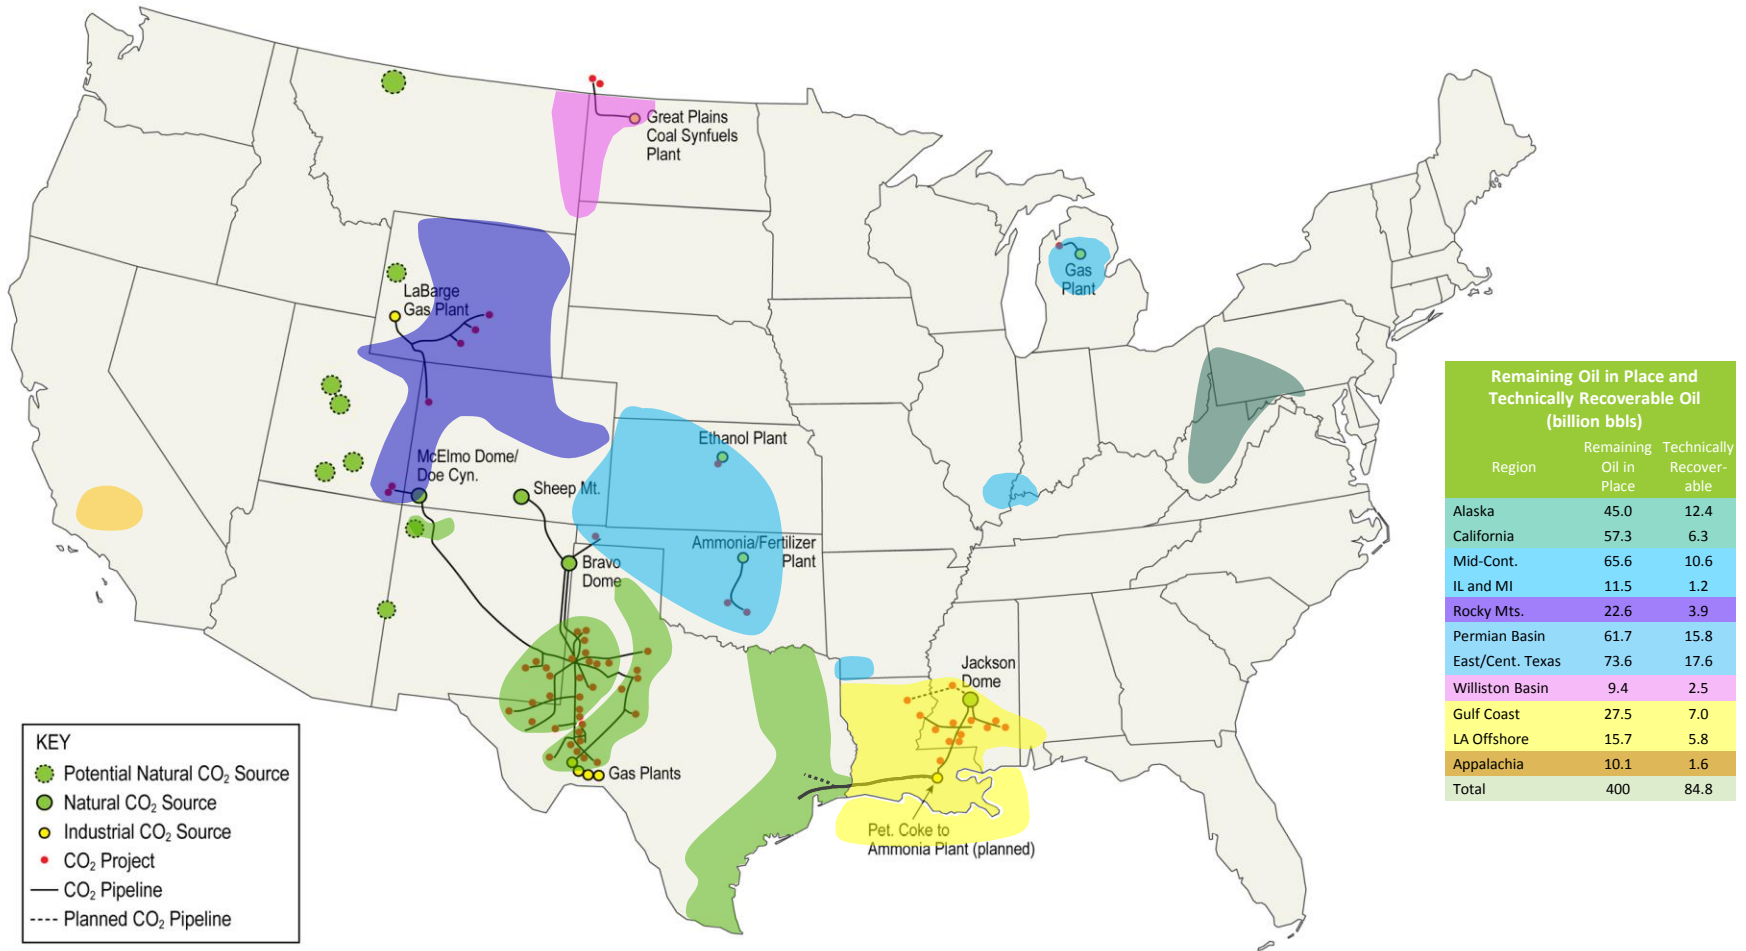 Great Plains
Coal Synfuels
Plant
LaBarge
Gas Plant
Gas
Plant
McElmo Dome/
Doe Cyn.
Sheep Mt.
Ethanol Plant
Ammonia/Fertilizer
Plant
Bravo
Dome
Jackson
Dome
Gas Plants
Pet. Coke to
Ammonia Plant (planned)
KEY
Potential Natural CO₂ Source
Natural CO₂ Source
Industrial CO₂ Source
CO₂ Project
CO₂ Pipeline
Planned CO₂ Pipeline
Remaining Oil in Place and
Technically Recoverable Oil
(billion bbls)
Region Remaining Oil in Place Technically Recover-able
Alaska 45.0 12.4
California 57.3 6.3
Mid-Cont. 65.6 10.6
IL and MI 11.5 1.2
Rocky Mts. 22.6 3.9
Permian Basin 61.7 15.8
East/Cent. Texas 73.6 17.6
Williston Basin 9.4 2.5
Gulf Coast 27.5 7.0
LA Offshore 15.7 5.8
Appalachia 10.1 1.6
Total 400 84.8